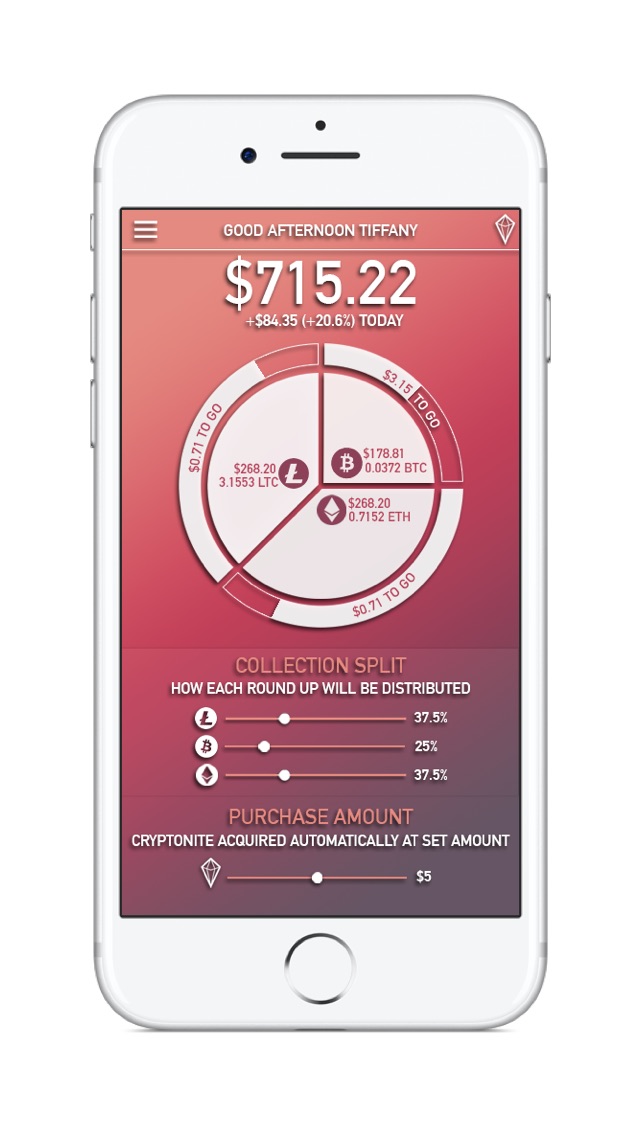 GOOD AFTERNOON TIFFANY
$715.22
+$84.35 (+20.6%) TODAY
$0.71 TO GO
$3.15 TO GO
$268.20
3.1553 LTC
$178.81
0.0372 BTC
$268.20
0.7152 ETH
$0.71 TO GO
COLLECTION SPLIT
HOW EACH ROUND UP WILL BE DISTRIBUTED
37.5%
25%
37.5%
PURCHASE AMOUNT
CRYPTONITE ACQUIRED AUTOMATICALLY AT SET AMOUNT
$5